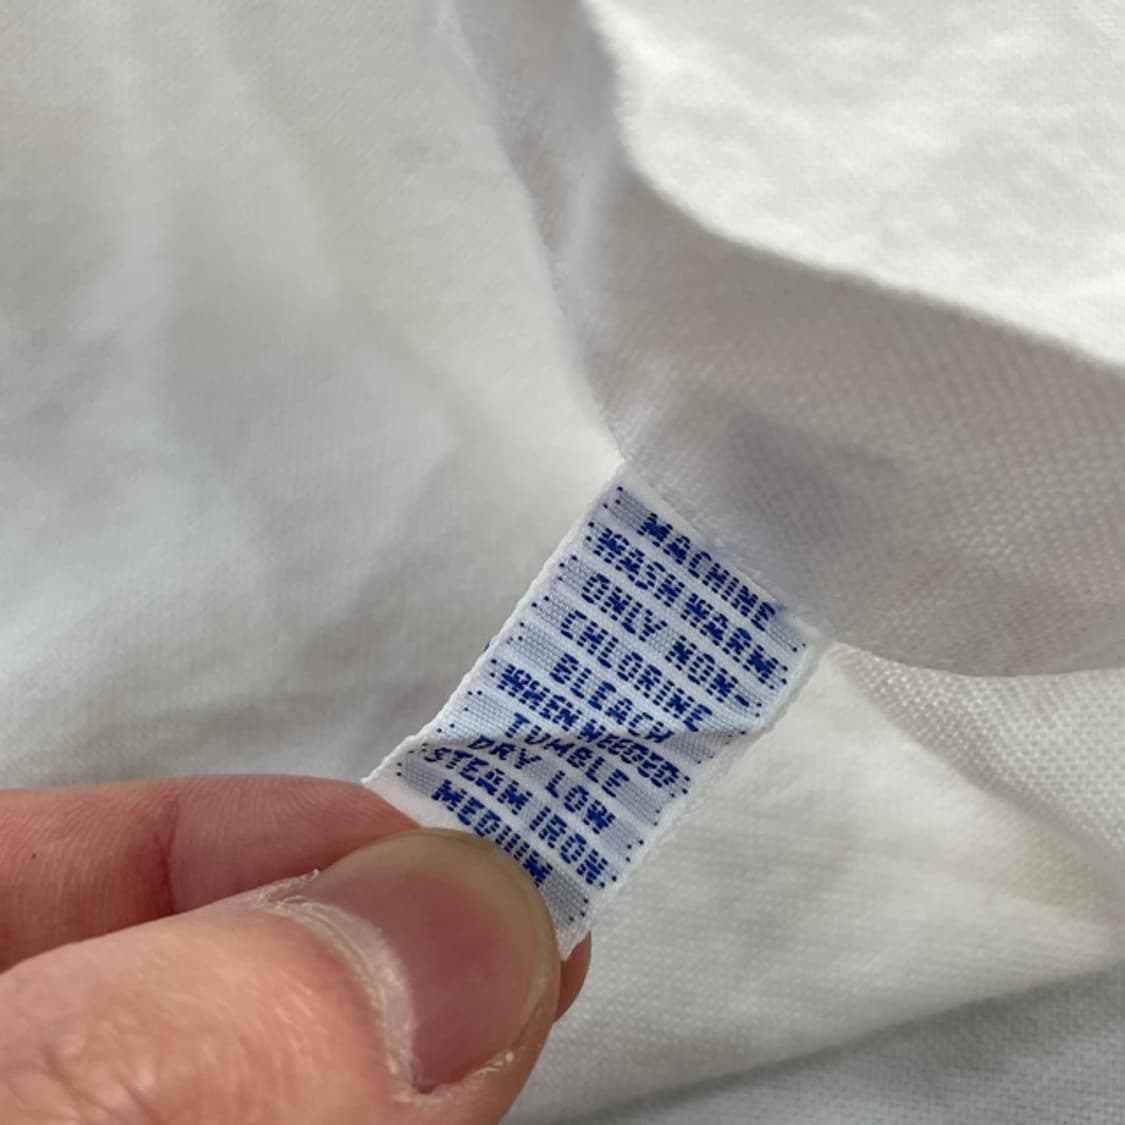 MACHINE
WASH WARM
ONLY NON-
CHLORINE
BLEACH
WHEN NEEDED
TUMBLE
DRY LOW
STEAM IRON
MEDIUM